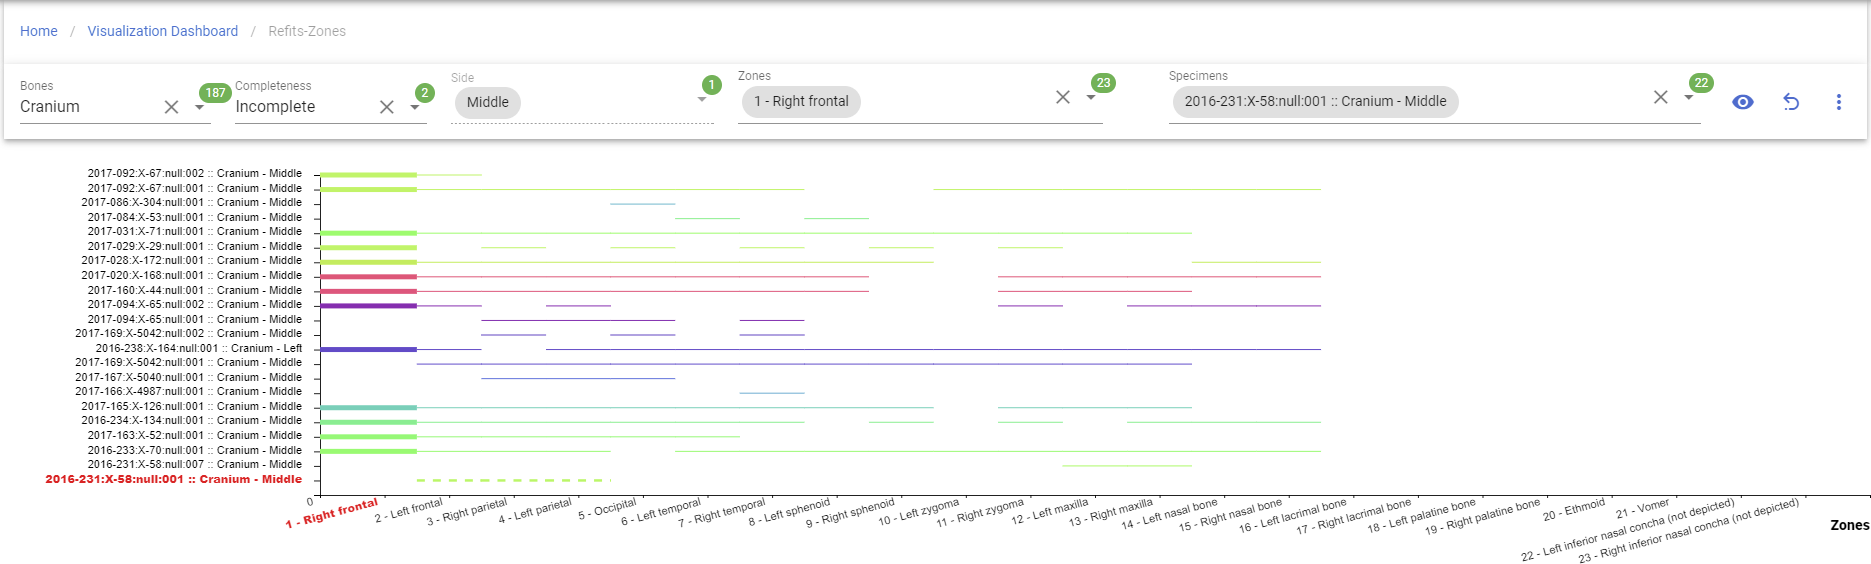 Home / Visualization Dashboard / Refits-Zones
Bones
Cranium
187
Completeness
Incomplete
2
Side
Middle
1
Zones
1 - Right frontal
23
Specimens
2016-231:X-58:null:001 :: Cranium - Middle
22
2017-092:X-67:null:002 :: Cranium - Middle
2017-092:X-67:null:001 :: Cranium - Middle
2017-086:X-304:null:001 :: Cranium - Middle
2017-084:X-53:null:001 :: Cranium - Middle
2017-031:X-71:null:001 :: Cranium - Middle
2017-029:X-29:null:001 :: Cranium - Middle
2017-028:X-172:null:001 :: Cranium - Middle
2017-020:X-168:null:001 :: Cranium - Middle
2017-160:X-44:null:001 :: Cranium - Middle
2017-094:X-65:null:002 :: Cranium - Middle
2017-094:X-65:null:001 :: Cranium - Middle
2017-169:X-5042:null:002 :: Cranium - Middle
2016-238:X-164:null:001 :: Cranium - Left
2017-169:X-5042:null:001 :: Cranium - Middle
2017-167:X-5040:null:001 :: Cranium - Middle
2017-166:X-4987:null:001 :: Cranium - Middle
2017-165:X-126:null:001 :: Cranium - Middle
2016-234:X-134:null:001 :: Cranium - Middle
2017-163:X-52:null:001 :: Cranium - Middle
2016-233:X-70:null:001 :: Cranium - Middle
2016-231:X-58:null:007 :: Cranium - Middle
2016-231:X-58:null:001 :: Cranium - Middle
0
1 - Right frontal
2 - Left frontal
3 - Right parietal
4 - Left parietal
5 - Occipital
6 - Left temporal
7 - Right temporal
8 - Left sphenoid
9 - Right sphenoid
10 - Left zygoma
11 - Right zygoma
12 - Left maxilla
13 - Right maxilla
14 - Left nasal bone
15 - Right nasal bone
16 - Left lacrimal bone
17 - Right lacrimal bone
18 - Left palatine bone
19 - Right palatine bone
20 - Ethmoid
21 - Vomer
22 - Left inferior nasal concha (not depicted)
23 - Right inferior nasal concha (not depicted)
Zones